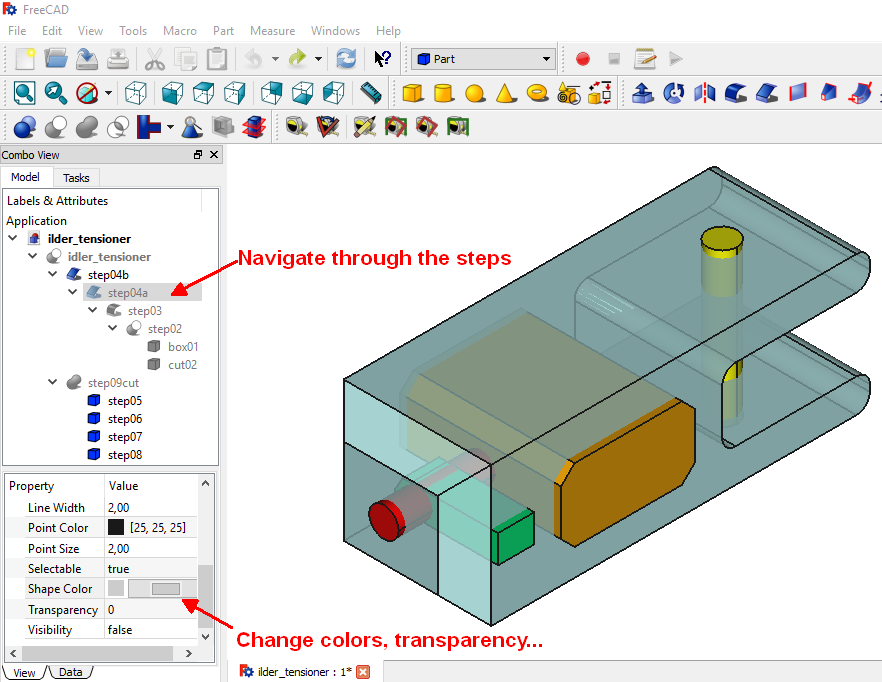 FreeCAD
File Edit View Tools Macro Part Measure Windows Help
Part
Combo View
Model Tasks
Labels & Attributes
Application
ilder_tensioner
idler_tensioner
step04b
step04a
step03
step02
box01
cut02
step09cut
step05
step06
step07
step08
Navigate through the steps
Property Value
Line Width 2,00
Point Color [25, 25, 25]
Point Size 2,00
Selectable true
Shape Color
Transparency 0
Visibility false
Change colors, transparency...
View Data
ilder_tensioner : 1*